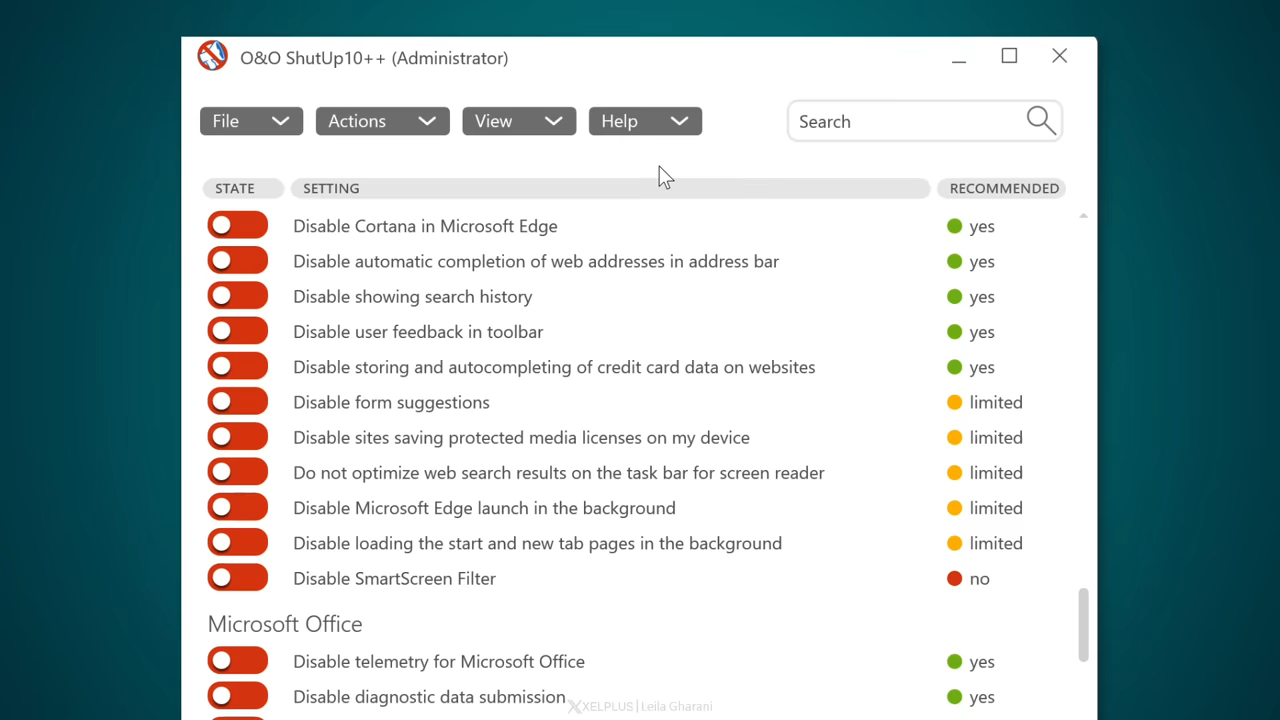 O&O ShutUp10++ (Administrator)
File Actions View Help Search
STATE SETTING RECOMMENDED
Disable Cortana in Microsoft Edge yes
Disable automatic completion of web addresses in address bar yes
Disable showing search history yes
Disable user feedback in toolbar yes
Disable storing and autocompleting of credit card data on websites yes
Disable form suggestions limited
Disable sites saving protected media licenses on my device limited
Do not optimize web search results on the task bar for screen reader limited
Disable Microsoft Edge launch in the background limited
Disable loading the start and new tab pages in the background limited
Disable SmartScreen Filter no
Microsoft Office
Disable telemetry for Microsoft Office yes
Disable diagnostic data submission yes
XELPLUS | Leila Gharani